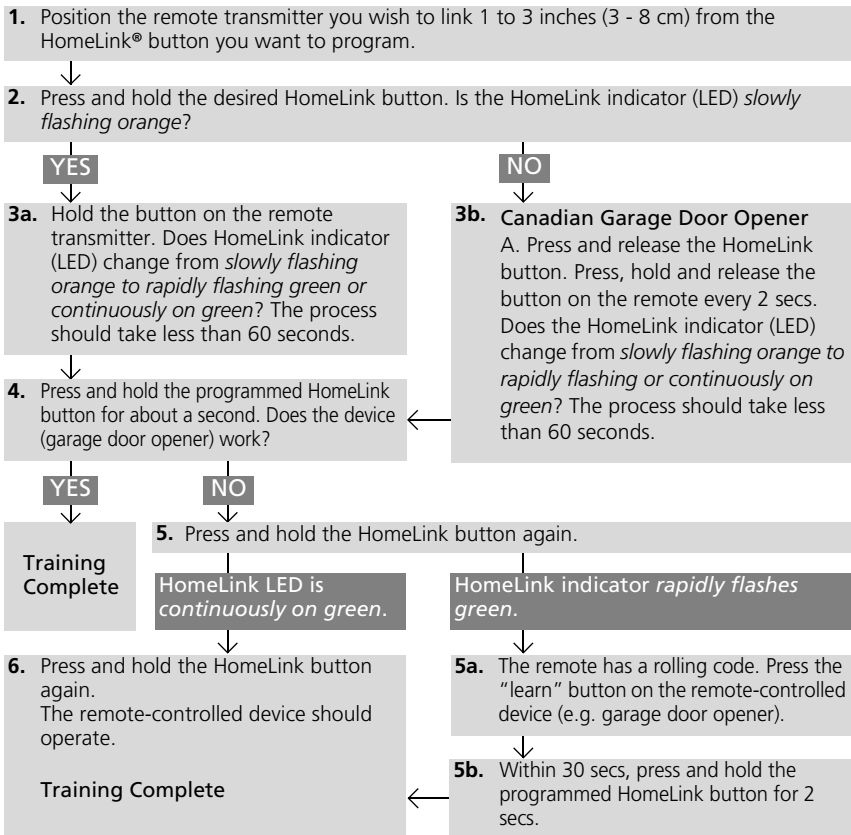 1. Position the remote transmitter you wish to link 1 to 3 inches (3 - 8 cm) from the
HomeLink® button you want to program.
2. Press and hold the desired HomeLink button. Is the HomeLink indicator (LED) slowly
flashing orange?
YES
NO
3a. Hold the button on the remote
transmitter. Does HomeLink indicator
(LED) change from slowly flashing
orange to rapidly flashing green or
continuously on green? The process
should take less than 60 seconds.
3b. Canadian Garage Door Opener
A. Press and release the HomeLink
button. Press, hold and release the
button on the remote every 2 secs.
Does the HomeLink indicator (LED)
change from slowly flashing orange to
rapidly flashing or continuously on
green? The process should take less
than 60 seconds.
4. Press and hold the programmed HomeLink
button for about a second. Does the device
(garage door opener) work?
YES
NO
Training
Complete
5. Press and hold the HomeLink button again.
HomeLink LED is
continuously on green.
HomeLink indicator rapidly flashes
green.
6. Press and hold the HomeLink button
again.
The remote-controlled device should
operate.
Training Complete
5a. The remote has a rolling code. Press the
“learn” button on the remote-controlled
device (e.g. garage door opener).
5b. Within 30 secs, press and hold the
programmed HomeLink button for 2
secs.